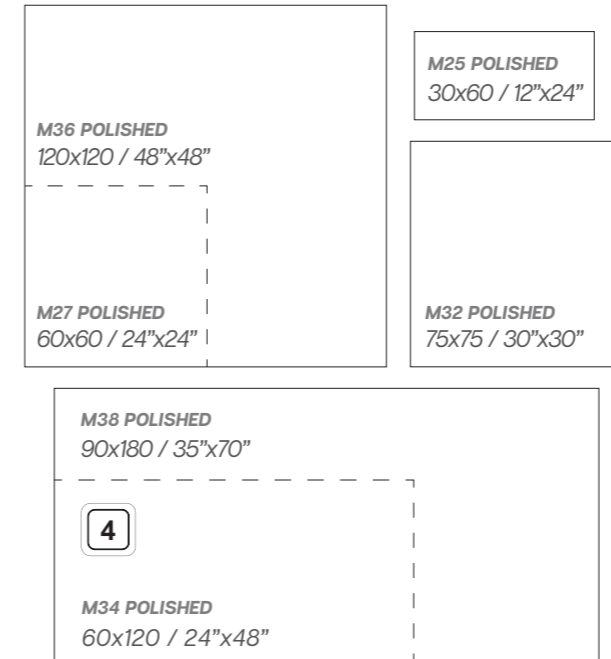 M36 POLISHED
120x120 / 48”x48”
M27 POLISHED
60x60 / 24”x24”
M25 POLISHED
30x60 / 12”x24”
M32 POLISHED
75x75 / 30”x30”
M38 POLISHED
90x180 / 35”x70”
4
M34 POLISHED
60x120 / 24”x48”